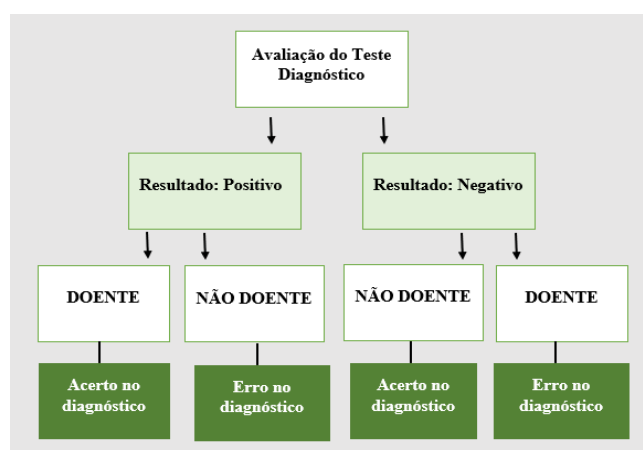 Avaliação do Teste
Diagnóstico
Resultado: Positivo
Resultado: Negativo
DOENTE
NÃO DOENTE
NÃO DOENTE
DOENTE
Acerto no
diagnóstico
Erro no
diagnóstico
Acerto no
diagnóstico
Erro no
diagnóstico